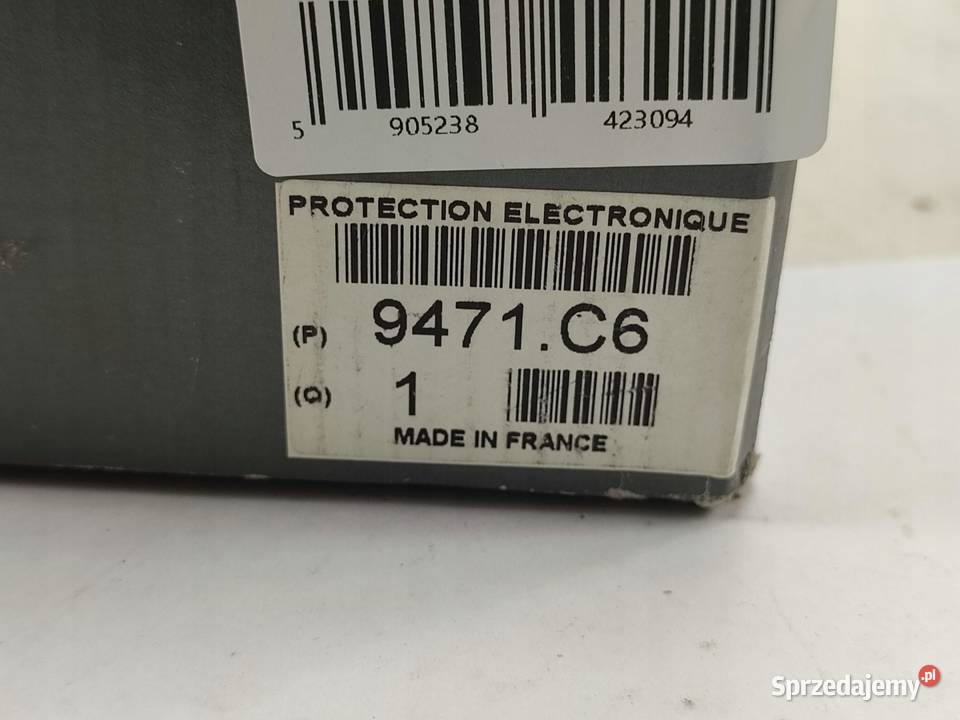 5 905238 423094
PROTECTION ELECTRONIQUE
(P) 9471.C6
(Q) 1
MADE IN FRANCE
Sprzedajemy.pl